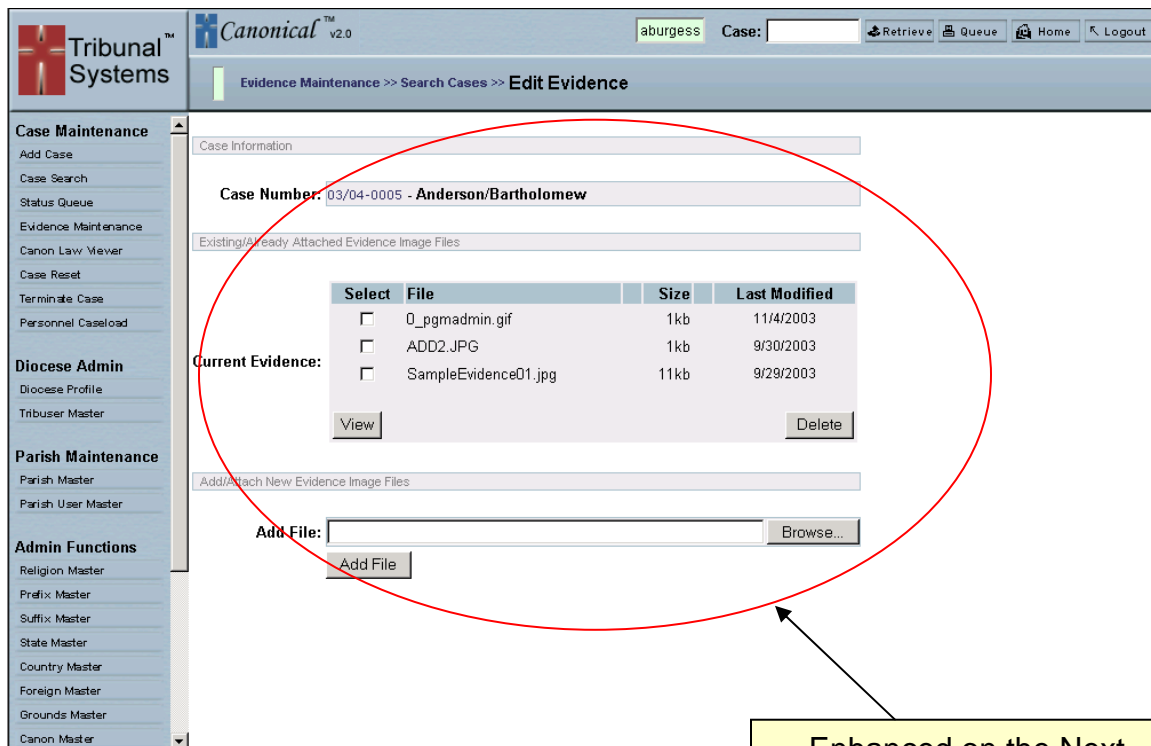 Tribunal™
Systems
Canonical™ v2.0
aburgess Case: Retrieve Queue Home Logout
Evidence Maintenance >> Search Cases >> Edit Evidence
Case Maintenance
Add Case
Case Search
Status Queue
Evidence Maintenance
Canon Law Viewer
Case Reset
Terminate Case
Personnel Caseload
Diocese Admin
Diocese Profile
Tribuser Master
Parish Maintenance
Parish Master
Parish User Master
Admin Functions
Religion Master
Prefix Master
Suffix Master
State Master
Country Master
Foreign Master
Grounds Master
Canon Master
Case Information
Case Number: 03/04-0005 - Anderson/Bartholomew
Existing/Already Attached Evidence Image Files
Select File Size Last Modified
0_pgmadmin.gif 1kb 11/4/2003
ADD2.JPG 1kb 9/30/2003
Current Evidence:
SampleEvidence01.jpg 11kb 9/29/2003
View Delete
Add/Attach New Evidence Image Files
Add File: Browse...
Add File
Enhanced on the Next